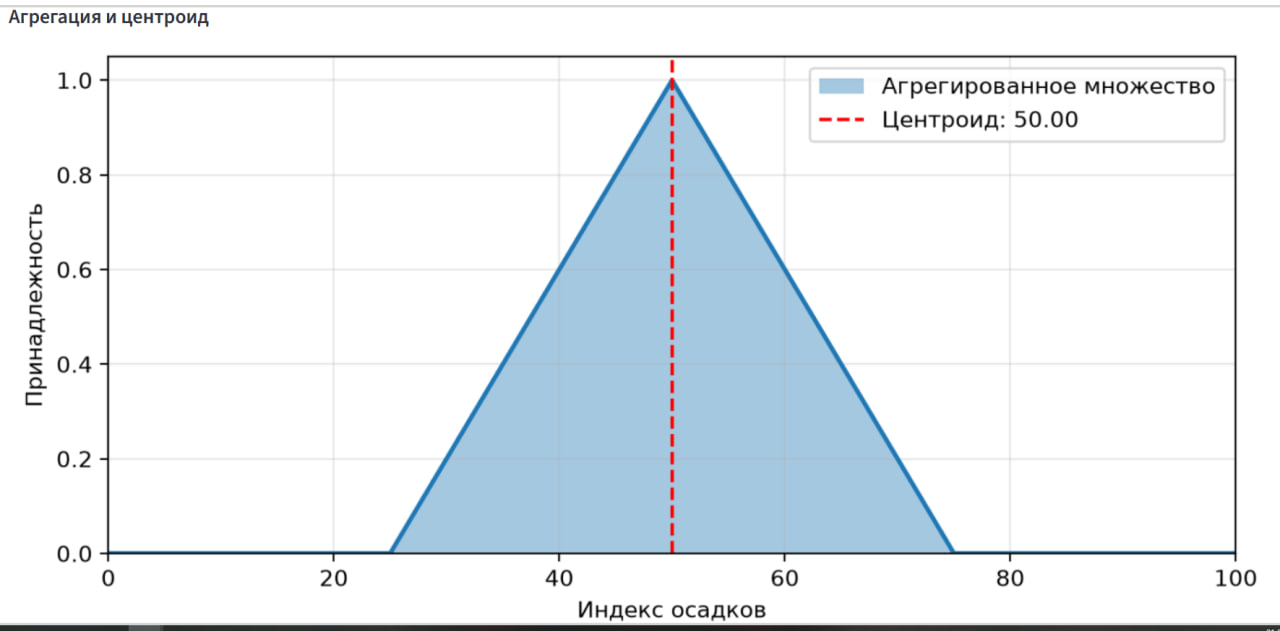 Агрегация и центроид
Агрегированное множество
Центроид: 50.00
1.0
0.8
0.6
0.4
0.2
0.0
Принадлежность
0 20 40 60 80 100
Индекс осадков